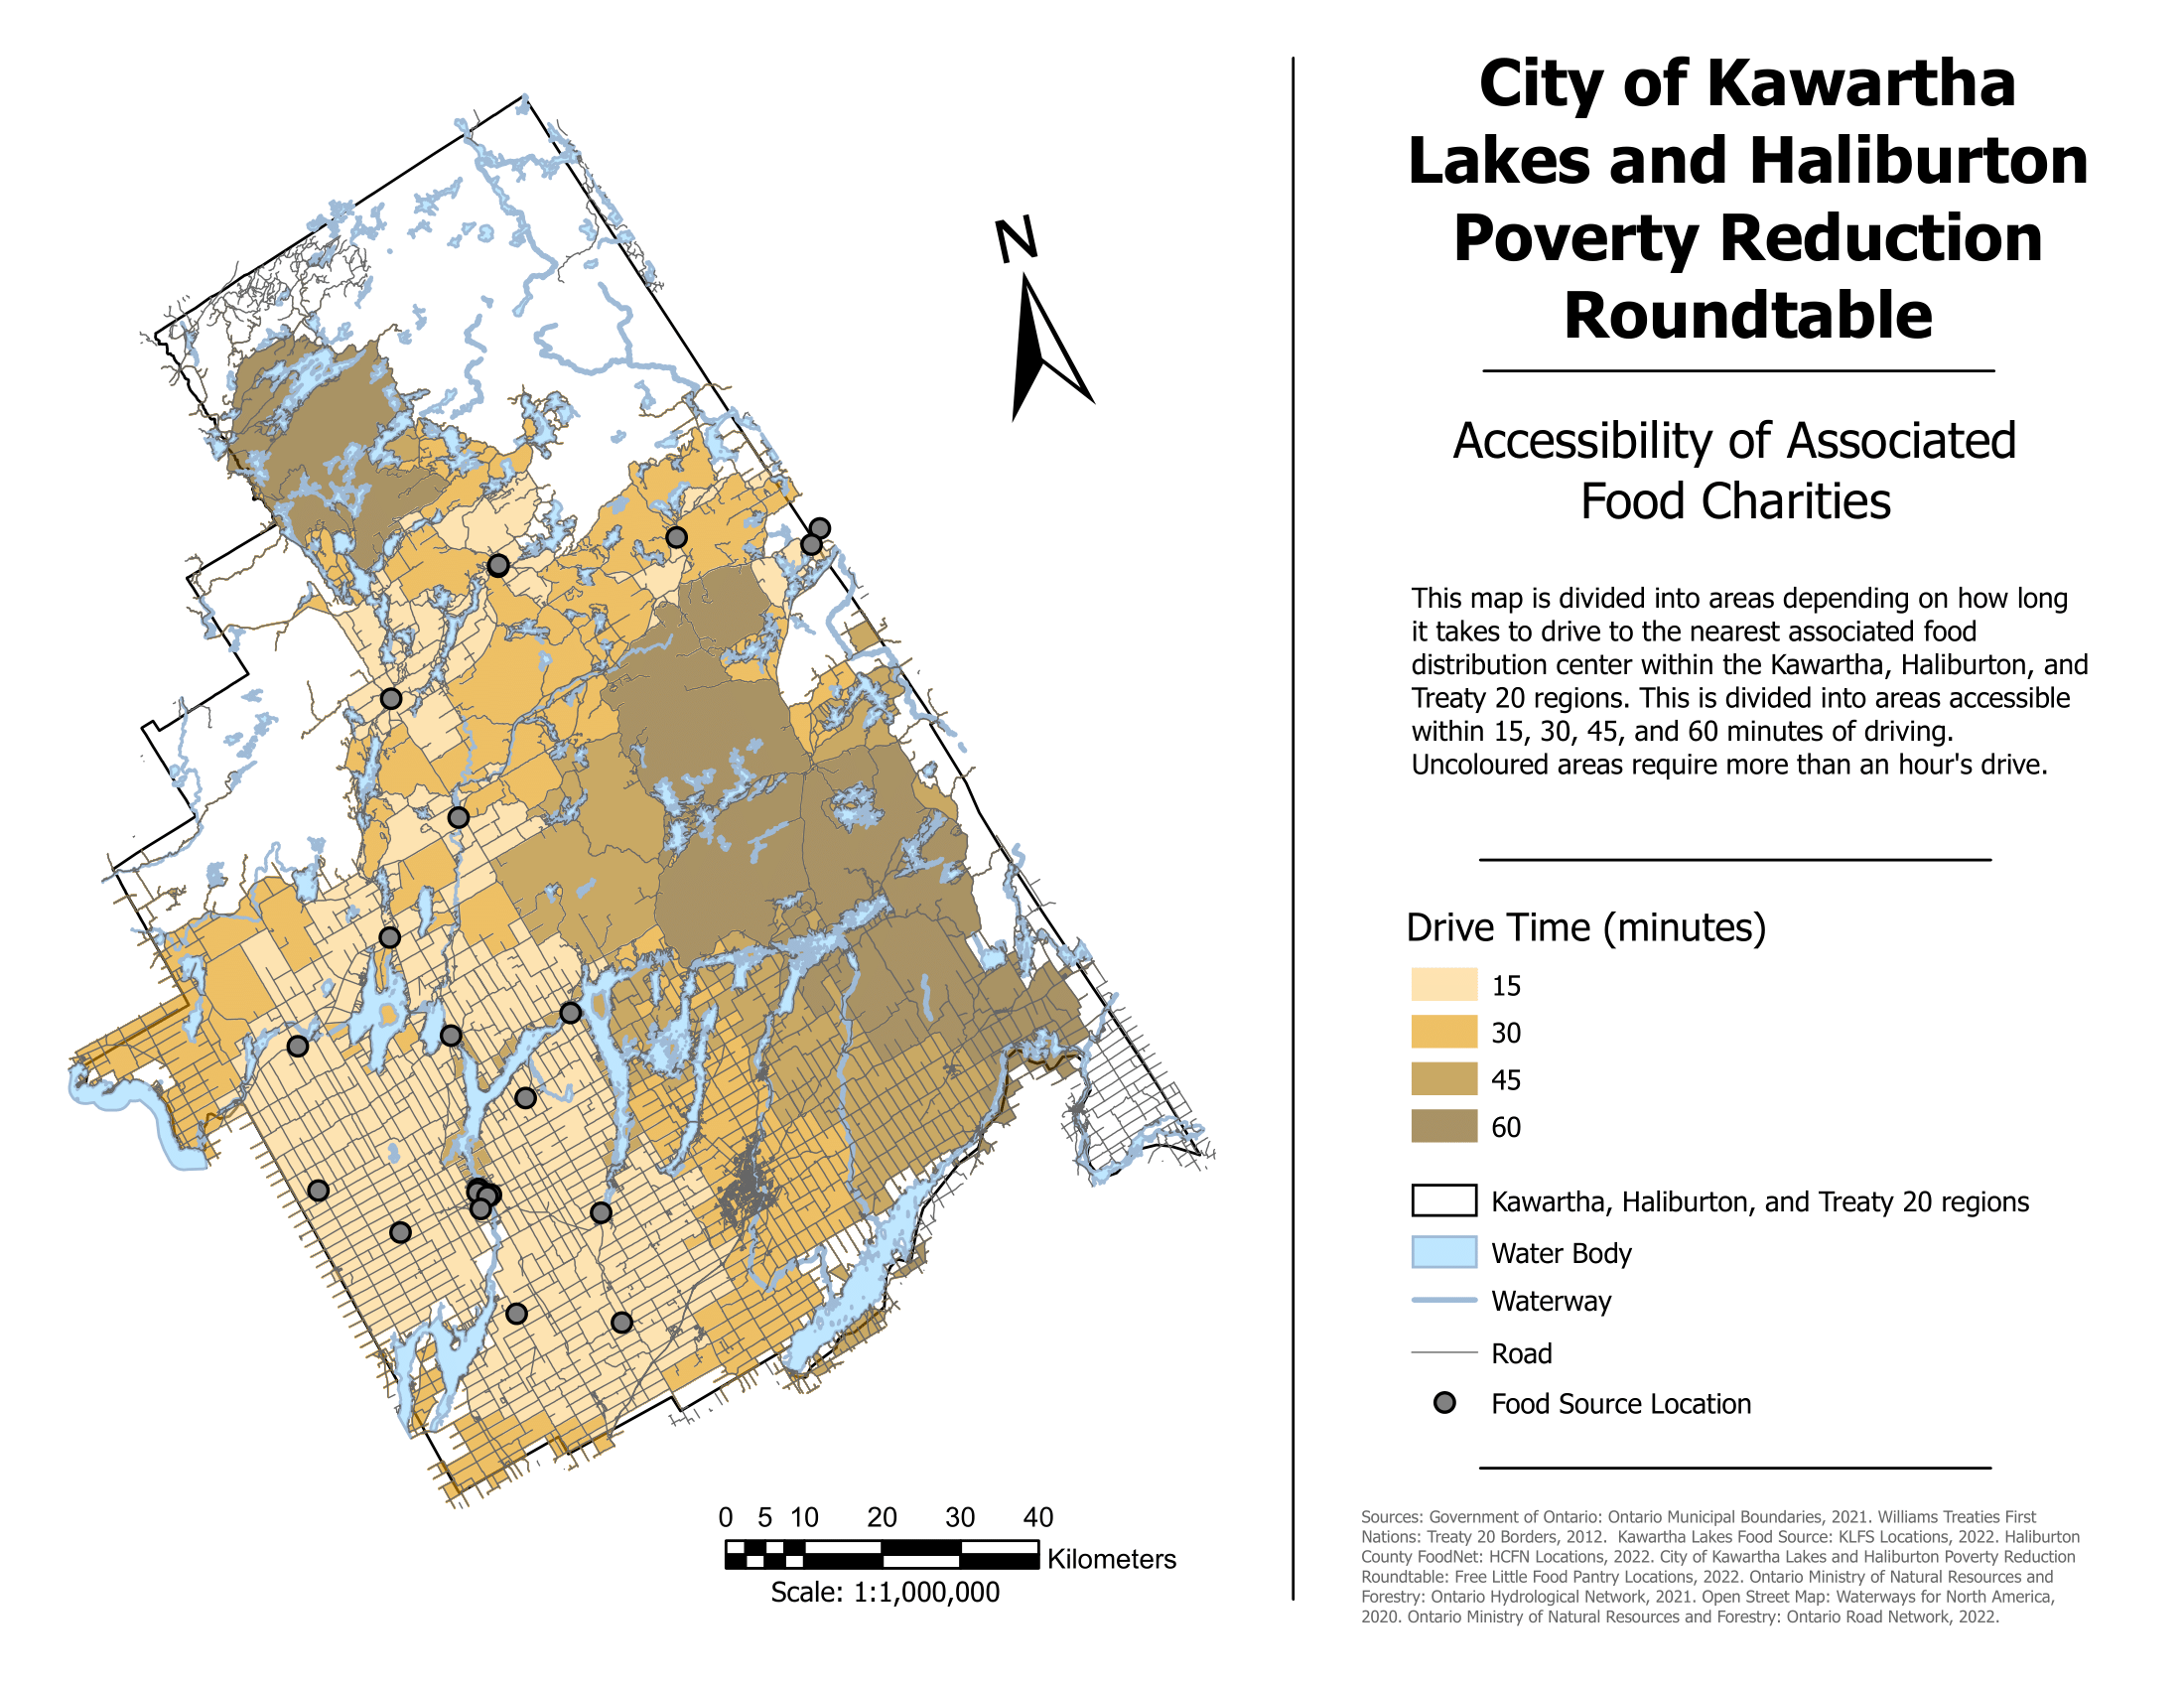 City of Kawartha
Lakes and Haliburton
Poverty Reduction
Roundtable
Accessibility of Associated
Food Charities
This map is divided into areas depending on how long
it takes to drive to the nearest associated food
distribution center within the Kawartha, Haliburton, and
Treaty 20 regions. This is divided into areas accessible
within 15, 30, 45, and 60 minutes of driving.
Uncoloured areas require more than an hour's drive.
Drive Time (minutes)
15
30
45
60
Kawartha, Haliburton, and Treaty 20 regions
Water Body
Waterway
Road
Food Source Location
Sources: Government of Ontario: Ontario Municipal Boundaries, 2021. Williams Treaties First
Nations: Treaty 20 Borders, 2012.  Kawartha Lakes Food Source: KLFS Locations, 2022. Haliburton
County FoodNet: HCFN Locations, 2022. City of Kawartha Lakes and Haliburton Poverty Reduction
Roundtable: Free Little Food Pantry Locations, 2022. Ontario Ministry of Natural Resources and
Forestry: Ontario Hydrological Network, 2021. Open Street Map: Waterways for North America,
2020. Ontario Ministry of Natural Resources and Forestry: Ontario Road Network, 2022.
N
0 5 10 20 30 40
Kilometers
Scale: 1:1,000,000